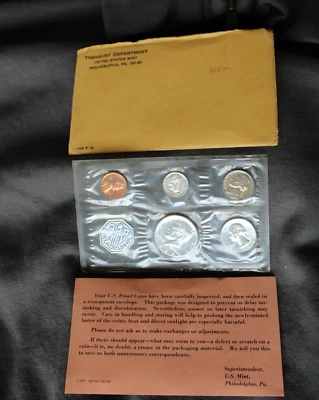 TREASURY DEPARTMENT
UNITED STATES MINT
PHILADELPHIA, PA. 19130
Your U.S. Proof Coins have been carefully inspected, and then sealed in
a transparent envelope. This package was designed to prevent or delay tar-
nishing and discoloration. Nevertheless, sooner or later tarnishing may
occur. Care in handling and storing will help to prolong the newly-minted
luster of the coins: heat and direct sunlight are especially harmful.
Please do not ask us to make exchanges or adjustments.
If there should appear—what may seem to you—a defect or scratch on a
coin—it is, no doubt, a crease in the packaging material. We tell you this
to save us both unnecessary correspondence.
Superintendent,
U.S. Mint,
Philadelphia, Pa.